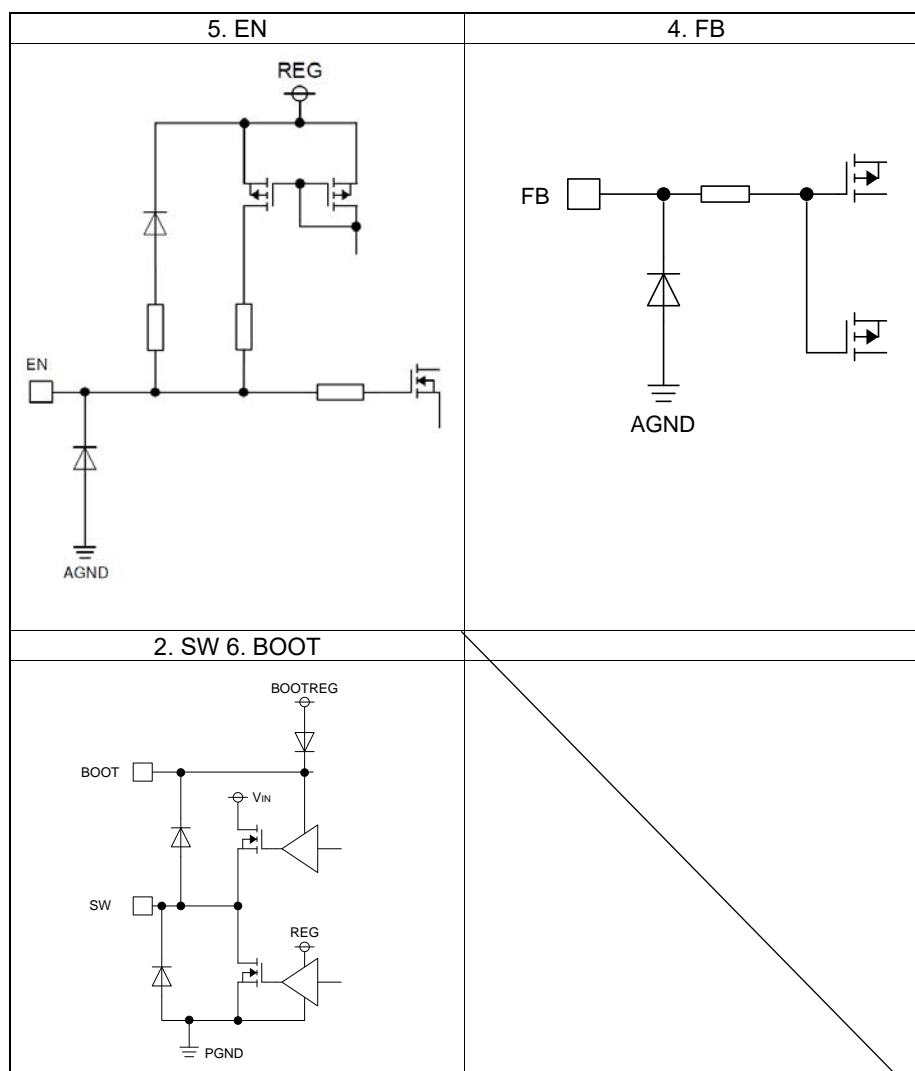 5. EN
4. FB
REG
EN
AGND
FB
AGND
2. SW 6. BOOT
BOOTREG
BOOT
VIN
SW
REG
PGND